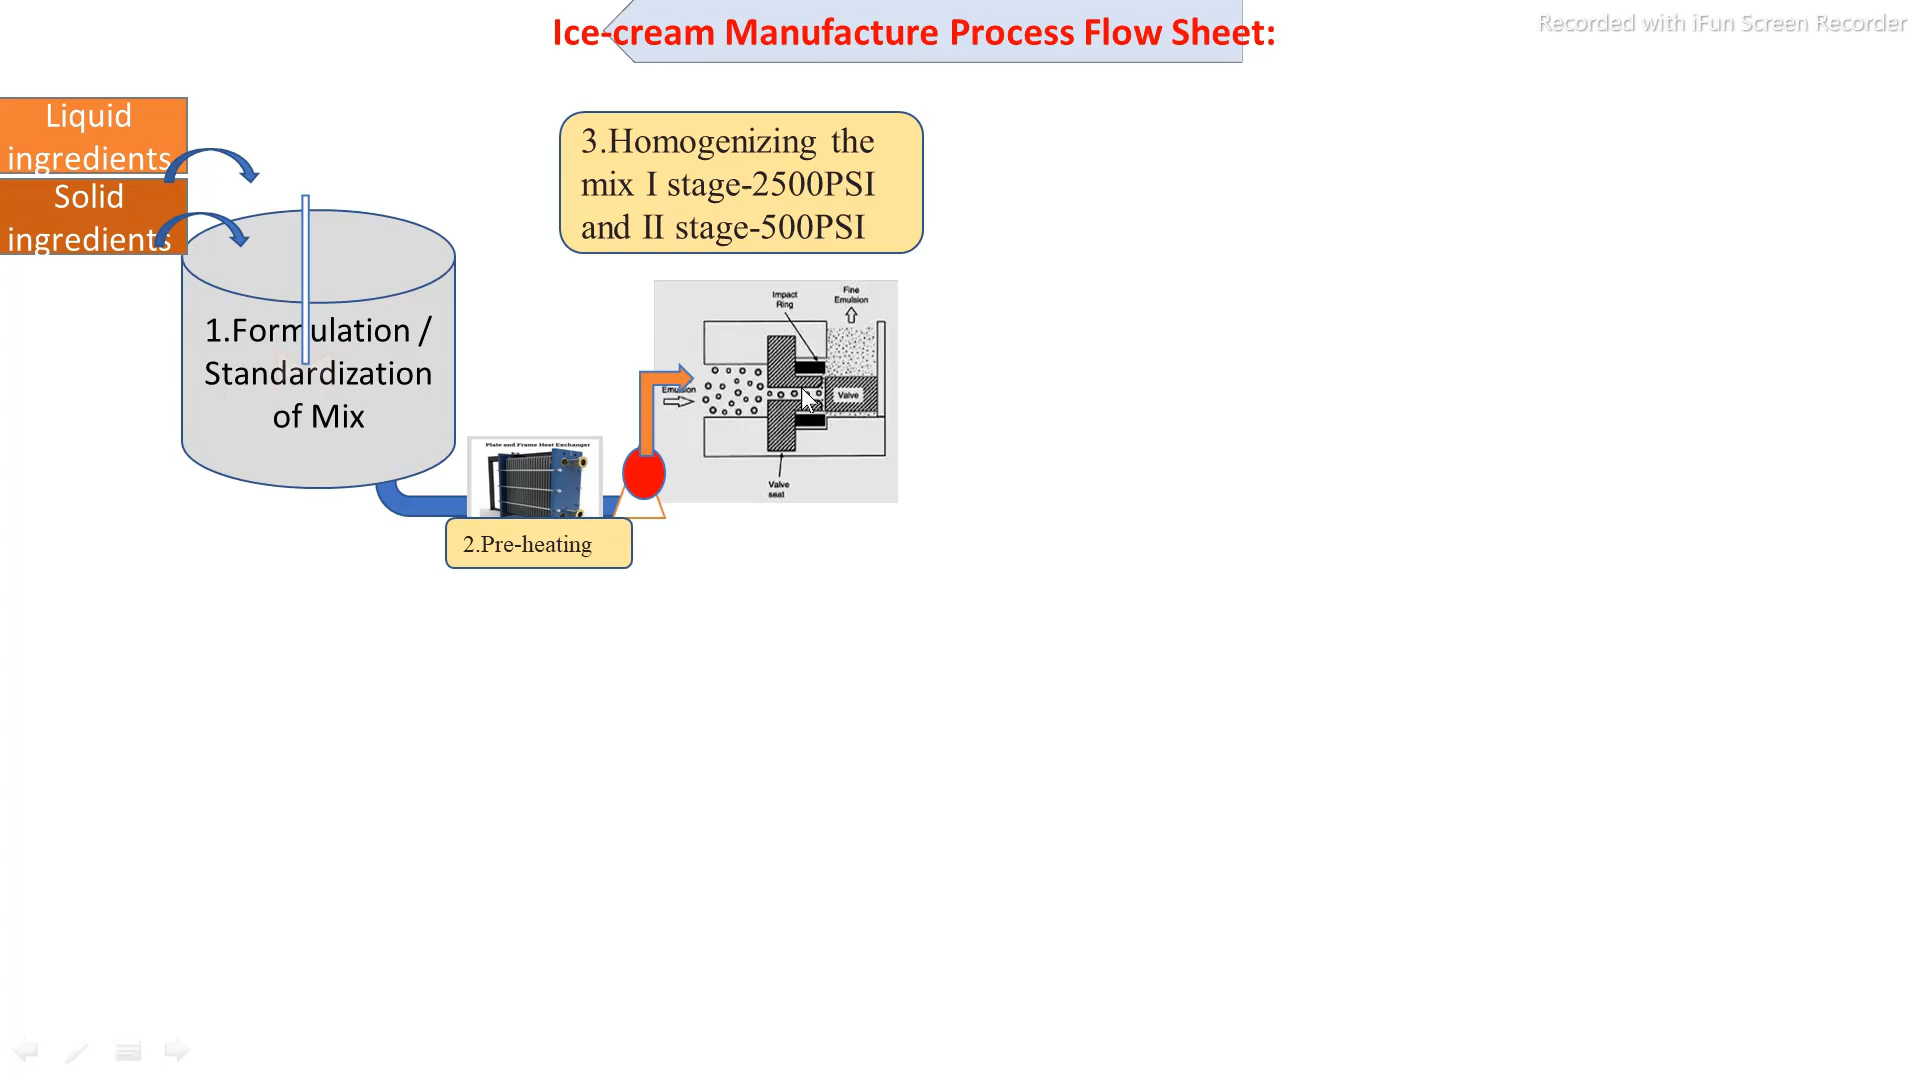 Ice-cream Manufacture Process Flow Sheet:
Recorded with iFun Screen Recorder
Liquid
ingredients
Solid
ingredients
1.Formulation /
Standardization
of Mix
3.Homogenizing the
mix I stage-2500PSI
and II stage-500PSI
Impact
Ring
Fine
Emulsion
Emulsion
Valve
Valve
seat
Plate and Frame Heat Exchanger
2.Pre-heating